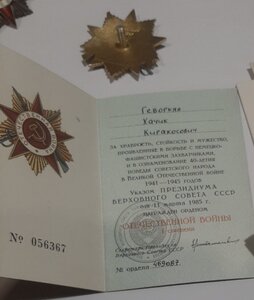 Геворкян
Хачик
Киракосович
ЗА ХРАБРОСТЬ, СТОЙКОСТЬ И МУЖЕСТВО,
ПРОЯВЛЕННЫЕ В БОРЬБЕ С НЕМЕЦКО-
ФАШИСТСКИМИ ЗАХВАТЧИКАМИ,
И В ОЗНАМЕНОВАНИЕ 40-ЛЕТИЯ
ПОБЕДЫ СОВЕТСКОГО НАРОДА
В ВЕЛИКОЙ ОТЕЧЕСТВЕННОЙ ВОЙНЕ
1941—1945 ГОДОВ
УКАЗОМ ПРЕЗИДИУМА
ВЕРХОВНОГО СОВЕТА СССР
ОТ 11 МАРТА 1985 г.
НАГРАЖДЕН ОРДЕНОМ
ОТЕЧЕСТВЕННОЙ ВОЙНЫ
СТЕПЕНИ
№ 056367
№ ордена